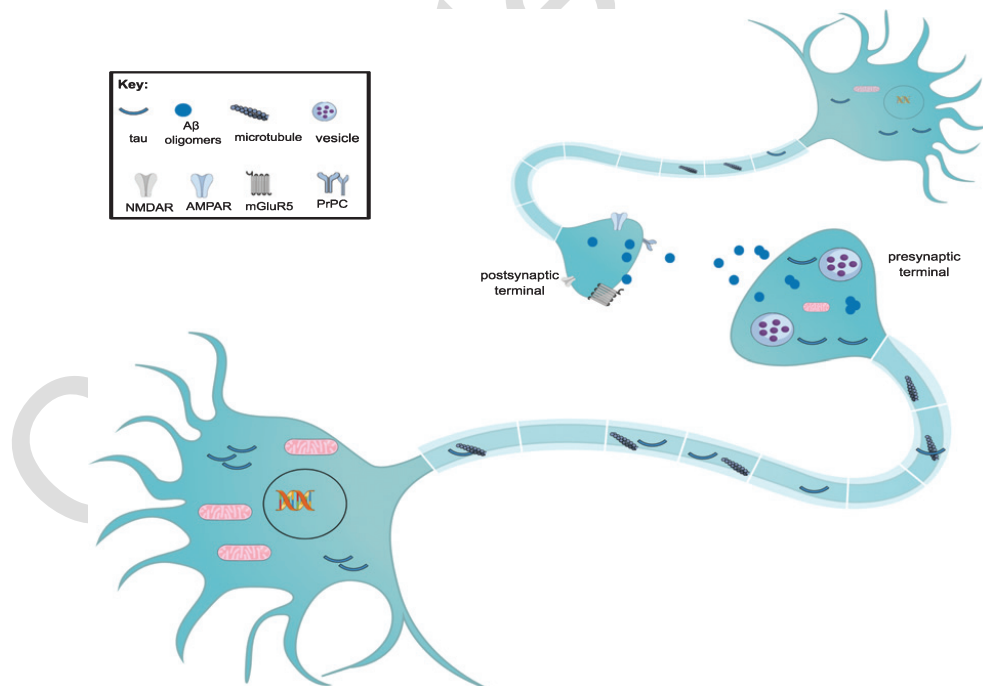 Key:
tau
Aβ
oligomers
microtubule
vesicle
NMDAR
AMPAR
mGluR5
PrPC
postsynaptic
terminal
presynaptic
terminal